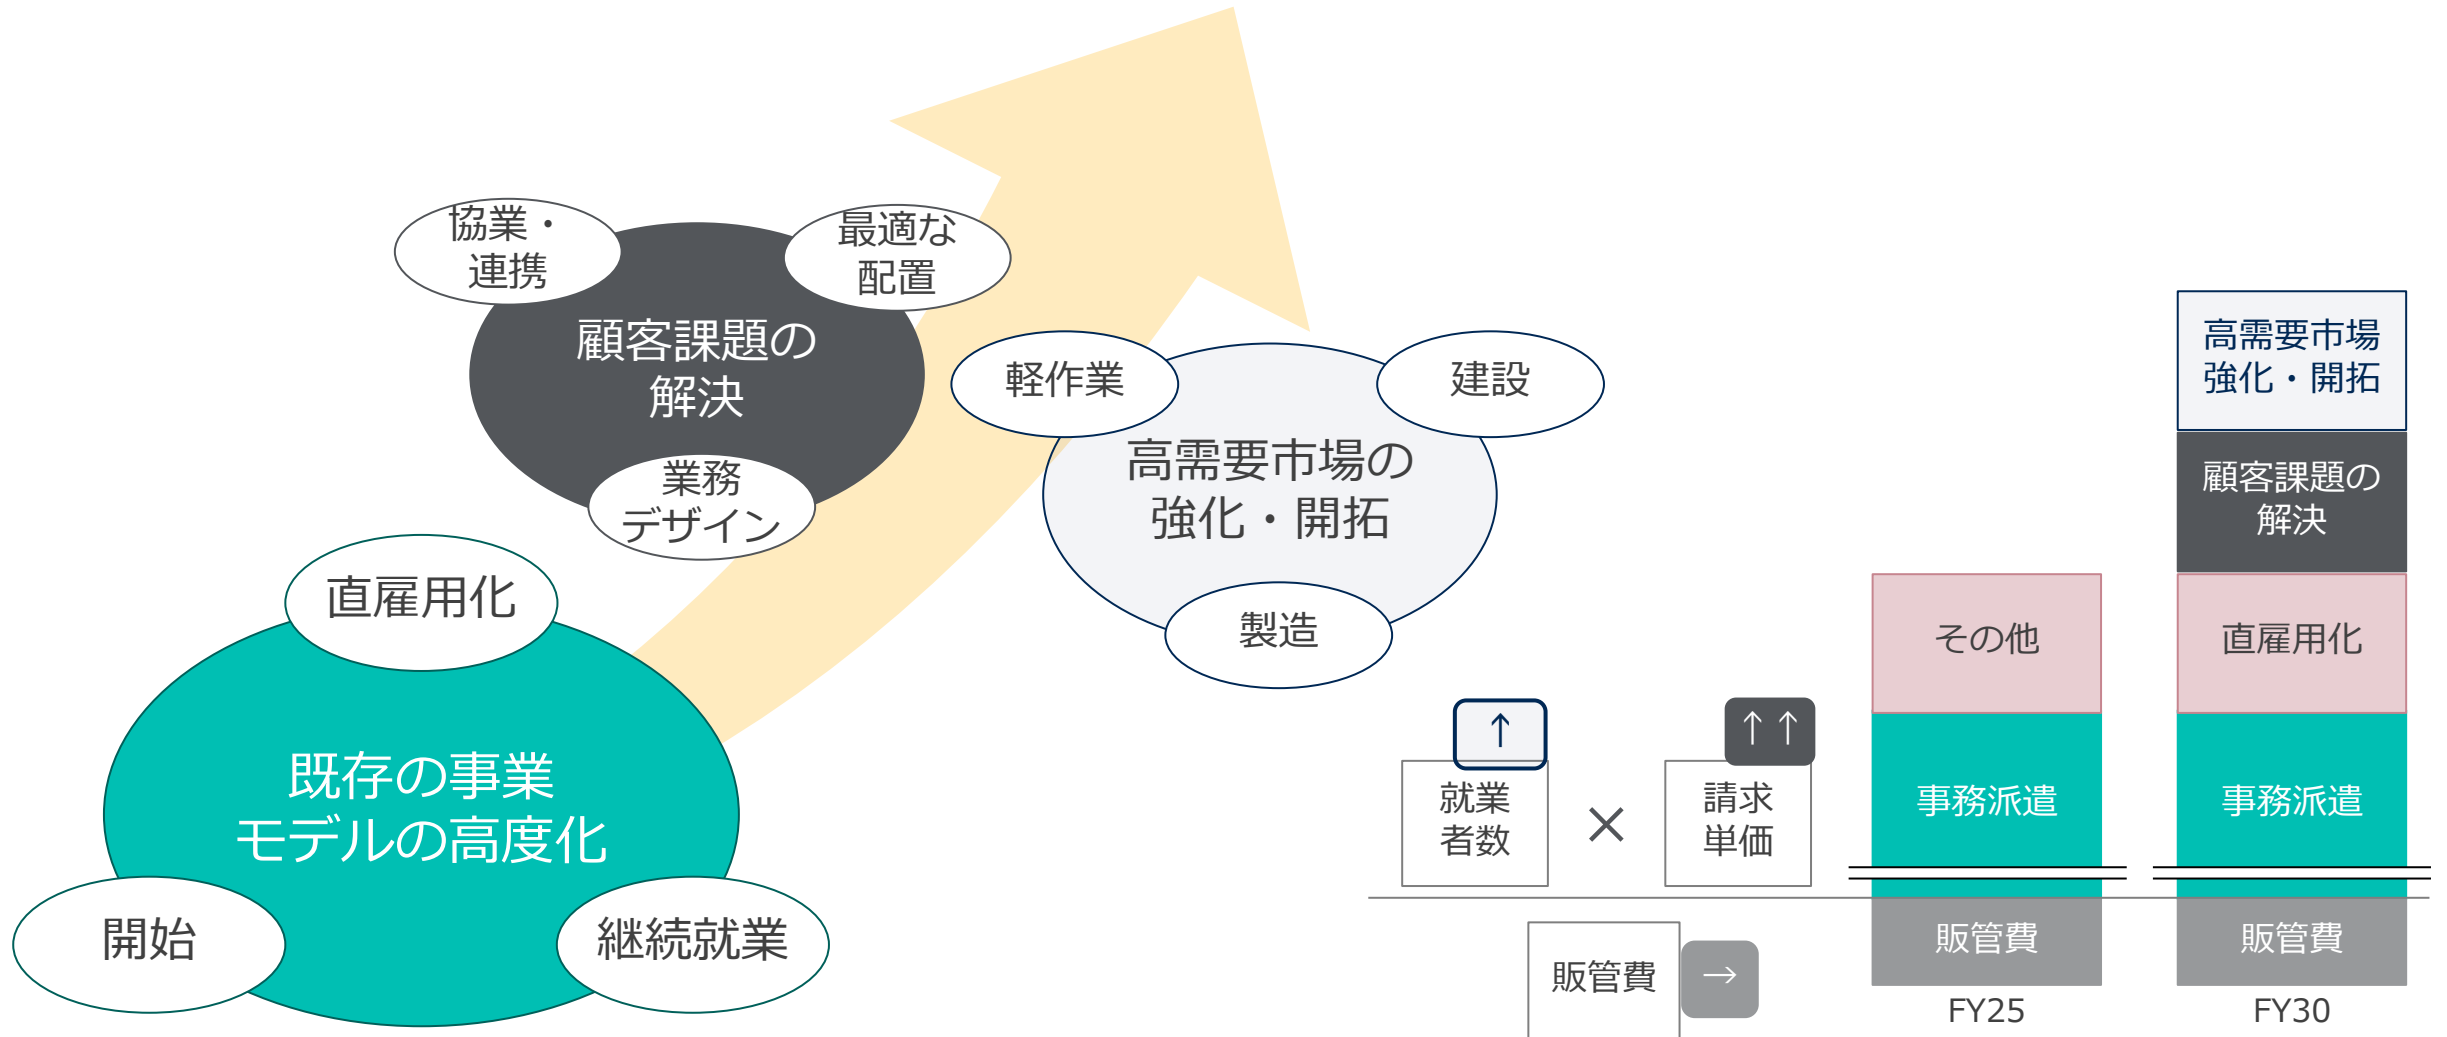 協業・
連携
最適な
配置
顧客課題の
解決
業務
デザイン
軽作業
建設
高需要市場の
強化・開拓
製造
直雇用化
既存の事業
モデルの高度化
開始
継続就業
↑
就業
者数
×
↑↑
請求
単価
販管費
→
その他
事務派遣
販管費
FY25
高需要市場
強化・開拓
顧客課題の
解決
直雇用化
事務派遣
販管費
FY30